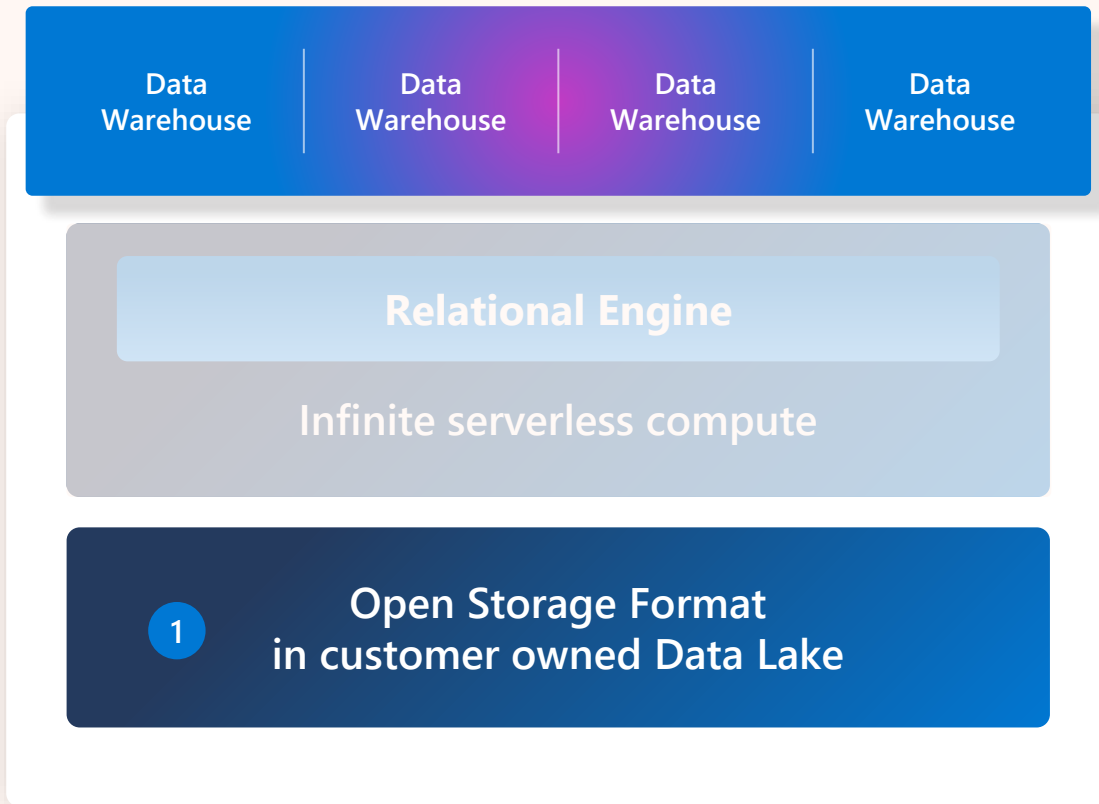 Data
Warehouse
Data
Warehouse
Data
Warehouse
Data
Warehouse
Relational Engine
Infinite serverless compute
1
Open Storage Format
in customer owned Data Lake